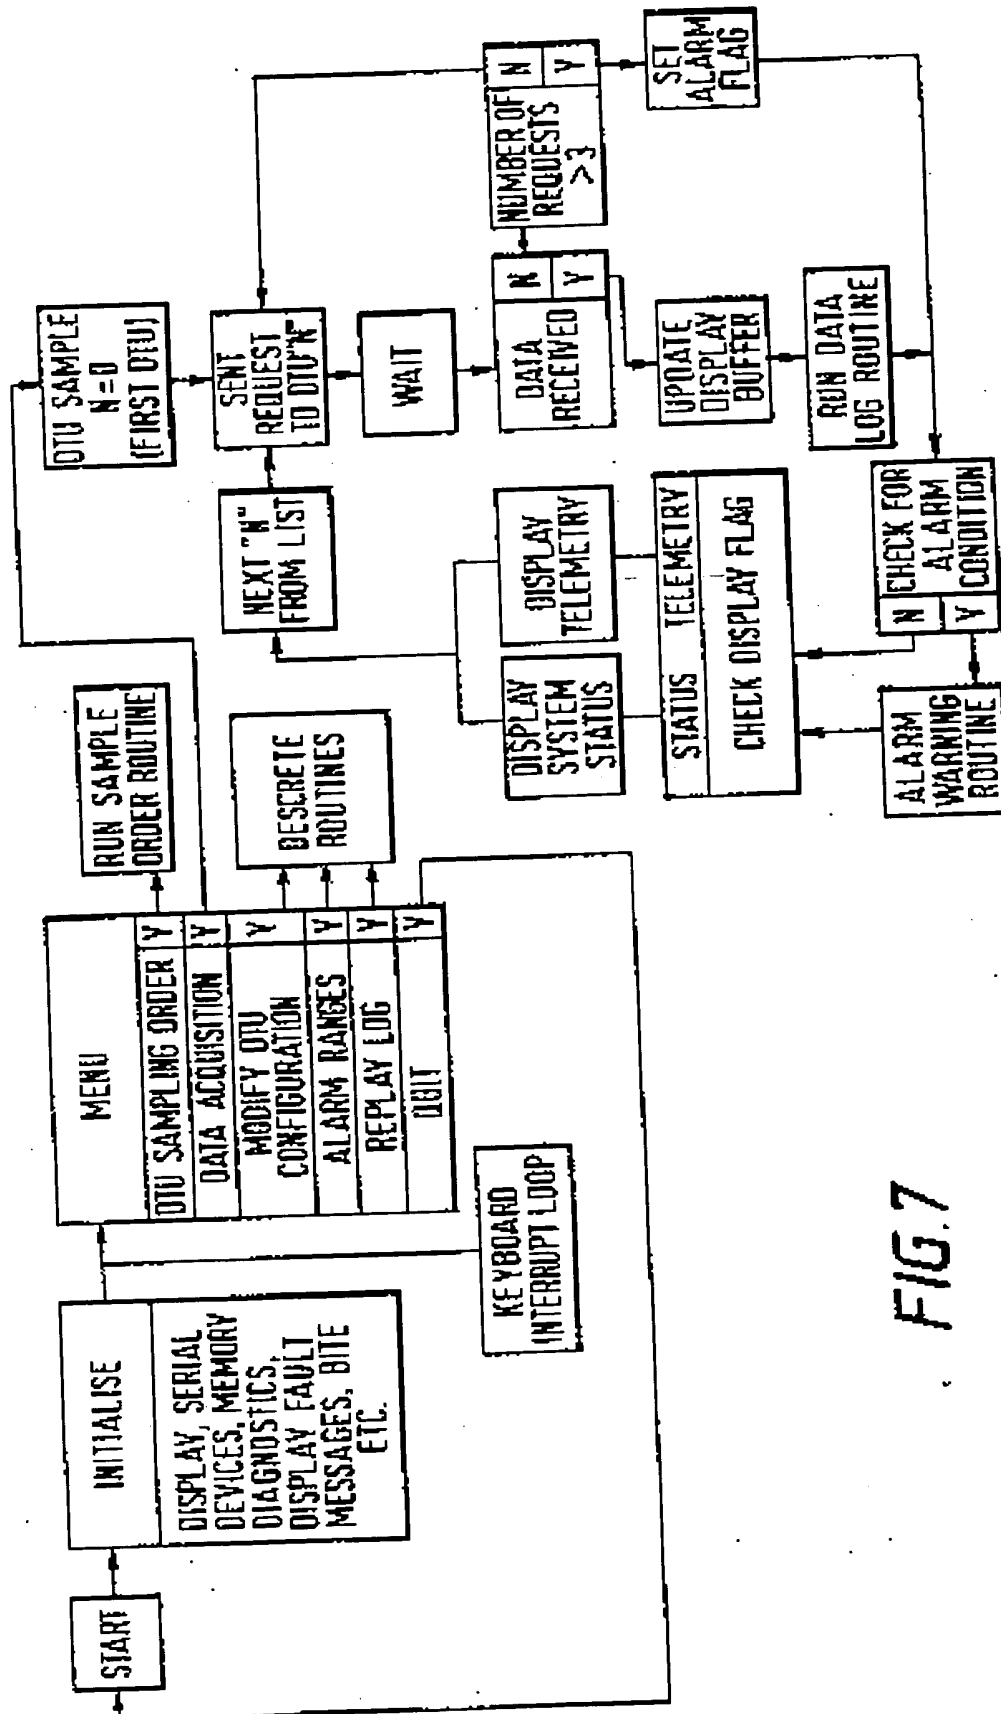 START
INITIALISE
DISPLAY, SERIAL
DEVICES, MEMORY
DIAGNOSTICS,
DISPLAY FAULT
MESSAGES, BITE
ETC.
KEYBOARD
INTERRUPT LOOP
MENU
DTU SAMPLING ORDER Y
DATA ACQUISITION Y
MODIFY DTU
CONFIGURATION
Y
ALARM RANGES Y
REPLAY LOG Y
QUIT Y
RUN SAMPLE
ORDER ROUTINE
DESCRETE
ROUTINES
DTU SAMPLE
N=0
(FIRST DTU)
NEXT "N"
FROM LIST
SENT
REQUEST
TO DTU"N"
WAIT
DATA
RECEIVED
N
Y
NUMBER OF
REQUESTS
>3
N
Y
SET
ALARM
FLAG
UPDATE
DISPLAY
BUFFER
RUN DATA
LOG ROUTINE
DISPLAY
SYSTEM
STATUS
DISPLAY
TELEMETRY
STATUS TELEMETRY
CHECK DISPLAY FLAG
N
Y
CHECK FOR
ALARM
CONDITION
ALARM
WARNING
ROUTINE
FIG.7